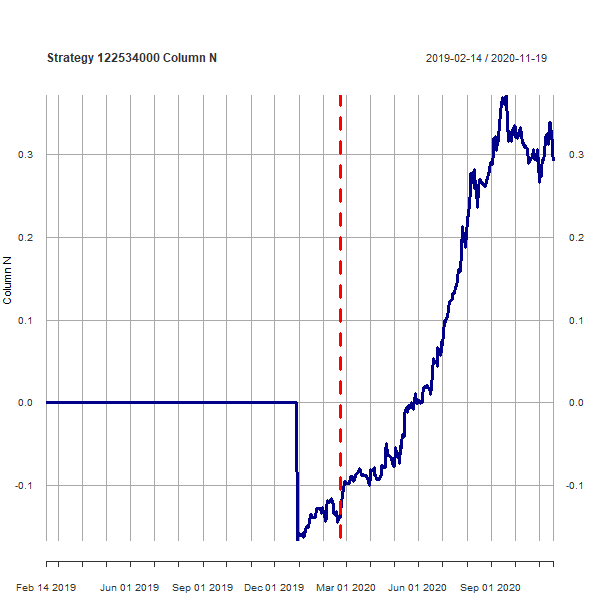 Strategy 122534000 Column N
2019-02-14 / 2020-11-19
Column N
0.3
0.2
0.1
0.0
-0.1
0.3
0.2
0.1
0.0
-0.1
Feb 14 2019
Jun 01 2019
Sep 01 2019
Dec 01 2019
Mar 01 2020
Jun 01 2020
Sep 01 2020